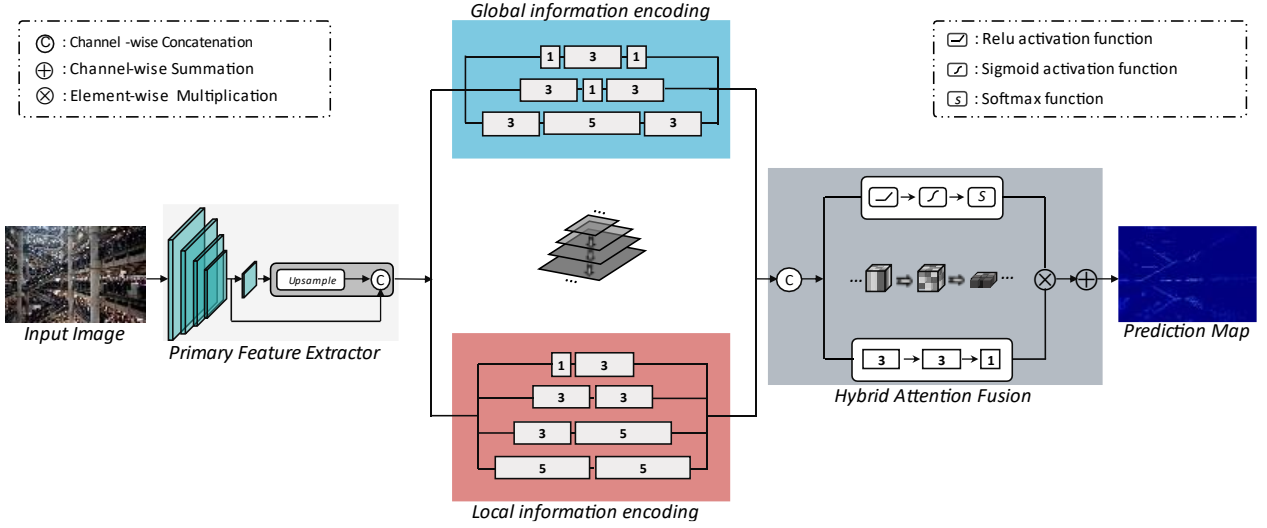 Global information encoding
C : Channel -wise Concatenation
: Channel-wise Summation
: Element-wise Multiplication
: Relu activation function
: Sigmoid activation function
S : Softmax function
1 3 1
3 1 3
3 5 3
Input Image
Upsample
C
Primary Feature Extractor
...
C
S
... ...
3 3 1
Hybrid Attention Fusion
Prediction Map
1 3
3 3
3 5
5 5
Local information encoding